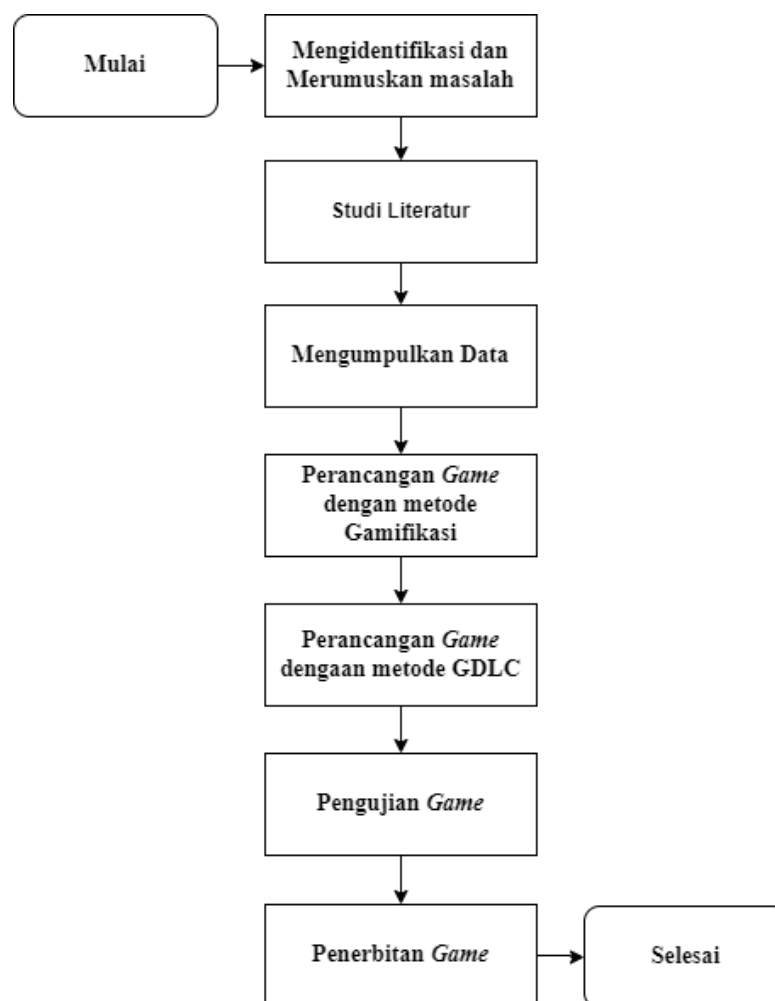 Mulai
Mengidentifikasi dan
Merumuskan masalah
Studi Literatur
Mengumpulkan Data
Perancangan Game
dengan metode
Gamifikasi
Perancangan Game
dengaan metode GDLC
Pengujian Game
Penerbitan Game
Selesai